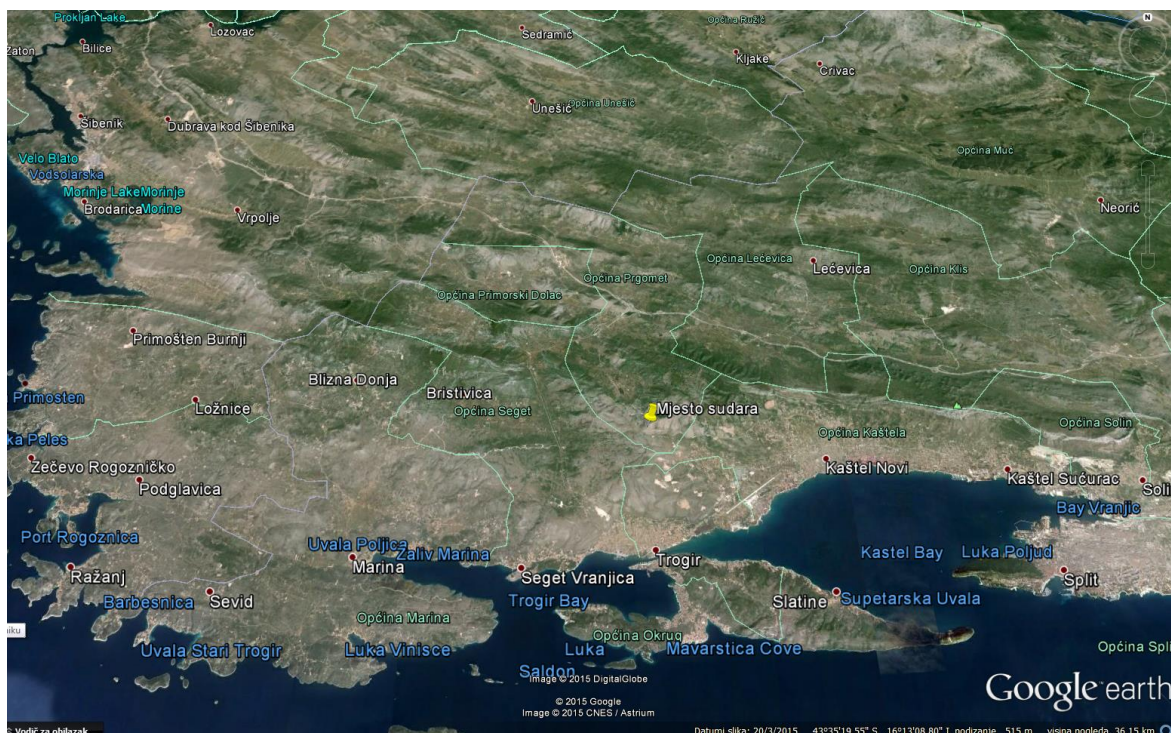 Prokljan Lake
Lozovac
Sedramić
Općina Ružić
Bilice
Zaton
Kljake
Crivac
Unešić
Općina Unešić
Šibenik
Dubrava kod Šibenika
Općina Muć
Velo Blato
Vodsolarska
Morinje Lake
Morinje
Morine
Brodarica
Vrpolje
Neorić
Općina Lećevica
Lećevica
Općina Klis
Općina Prgomet
Općina Primorski Dolac
Primošten Burnji
Blizna Donja
Bristivica
Primosten
Ložnice
Općina Seget
Mjesto sudara
Općina Solin
Općina Kaštela
ka Peles
Zečevo Rogozničko
Podglavica
Kaštel Novi
Kaštel Sućurac
Soli
Bay Vranjic
Port Rogoznica
Uvala Poljica
Zaliv Marina
Marina
Trogir
Kastel Bay
Luka Poljud
Ražanj
Seget Vranjica
Split
Barbesnica
Sevid
Trogir Bay
Slatine
Supetarska Uvala
Općina Marina
niku
Općina Okrug
Uvala Stari Trogir
Luka Vinisce
Luka
Mavarstica Cove
Općina Spli
Saldon
Image © 2015 DigitalGlobe
© 2015 Google
Image © 2015 CNES / Astrium
Google earth
Vodič za obilazak
Datumi slika: 20/3/2015 43°35'19.55" S 16°13'08.80" I podizanje 515 m visina pogleda 36.15 km
N